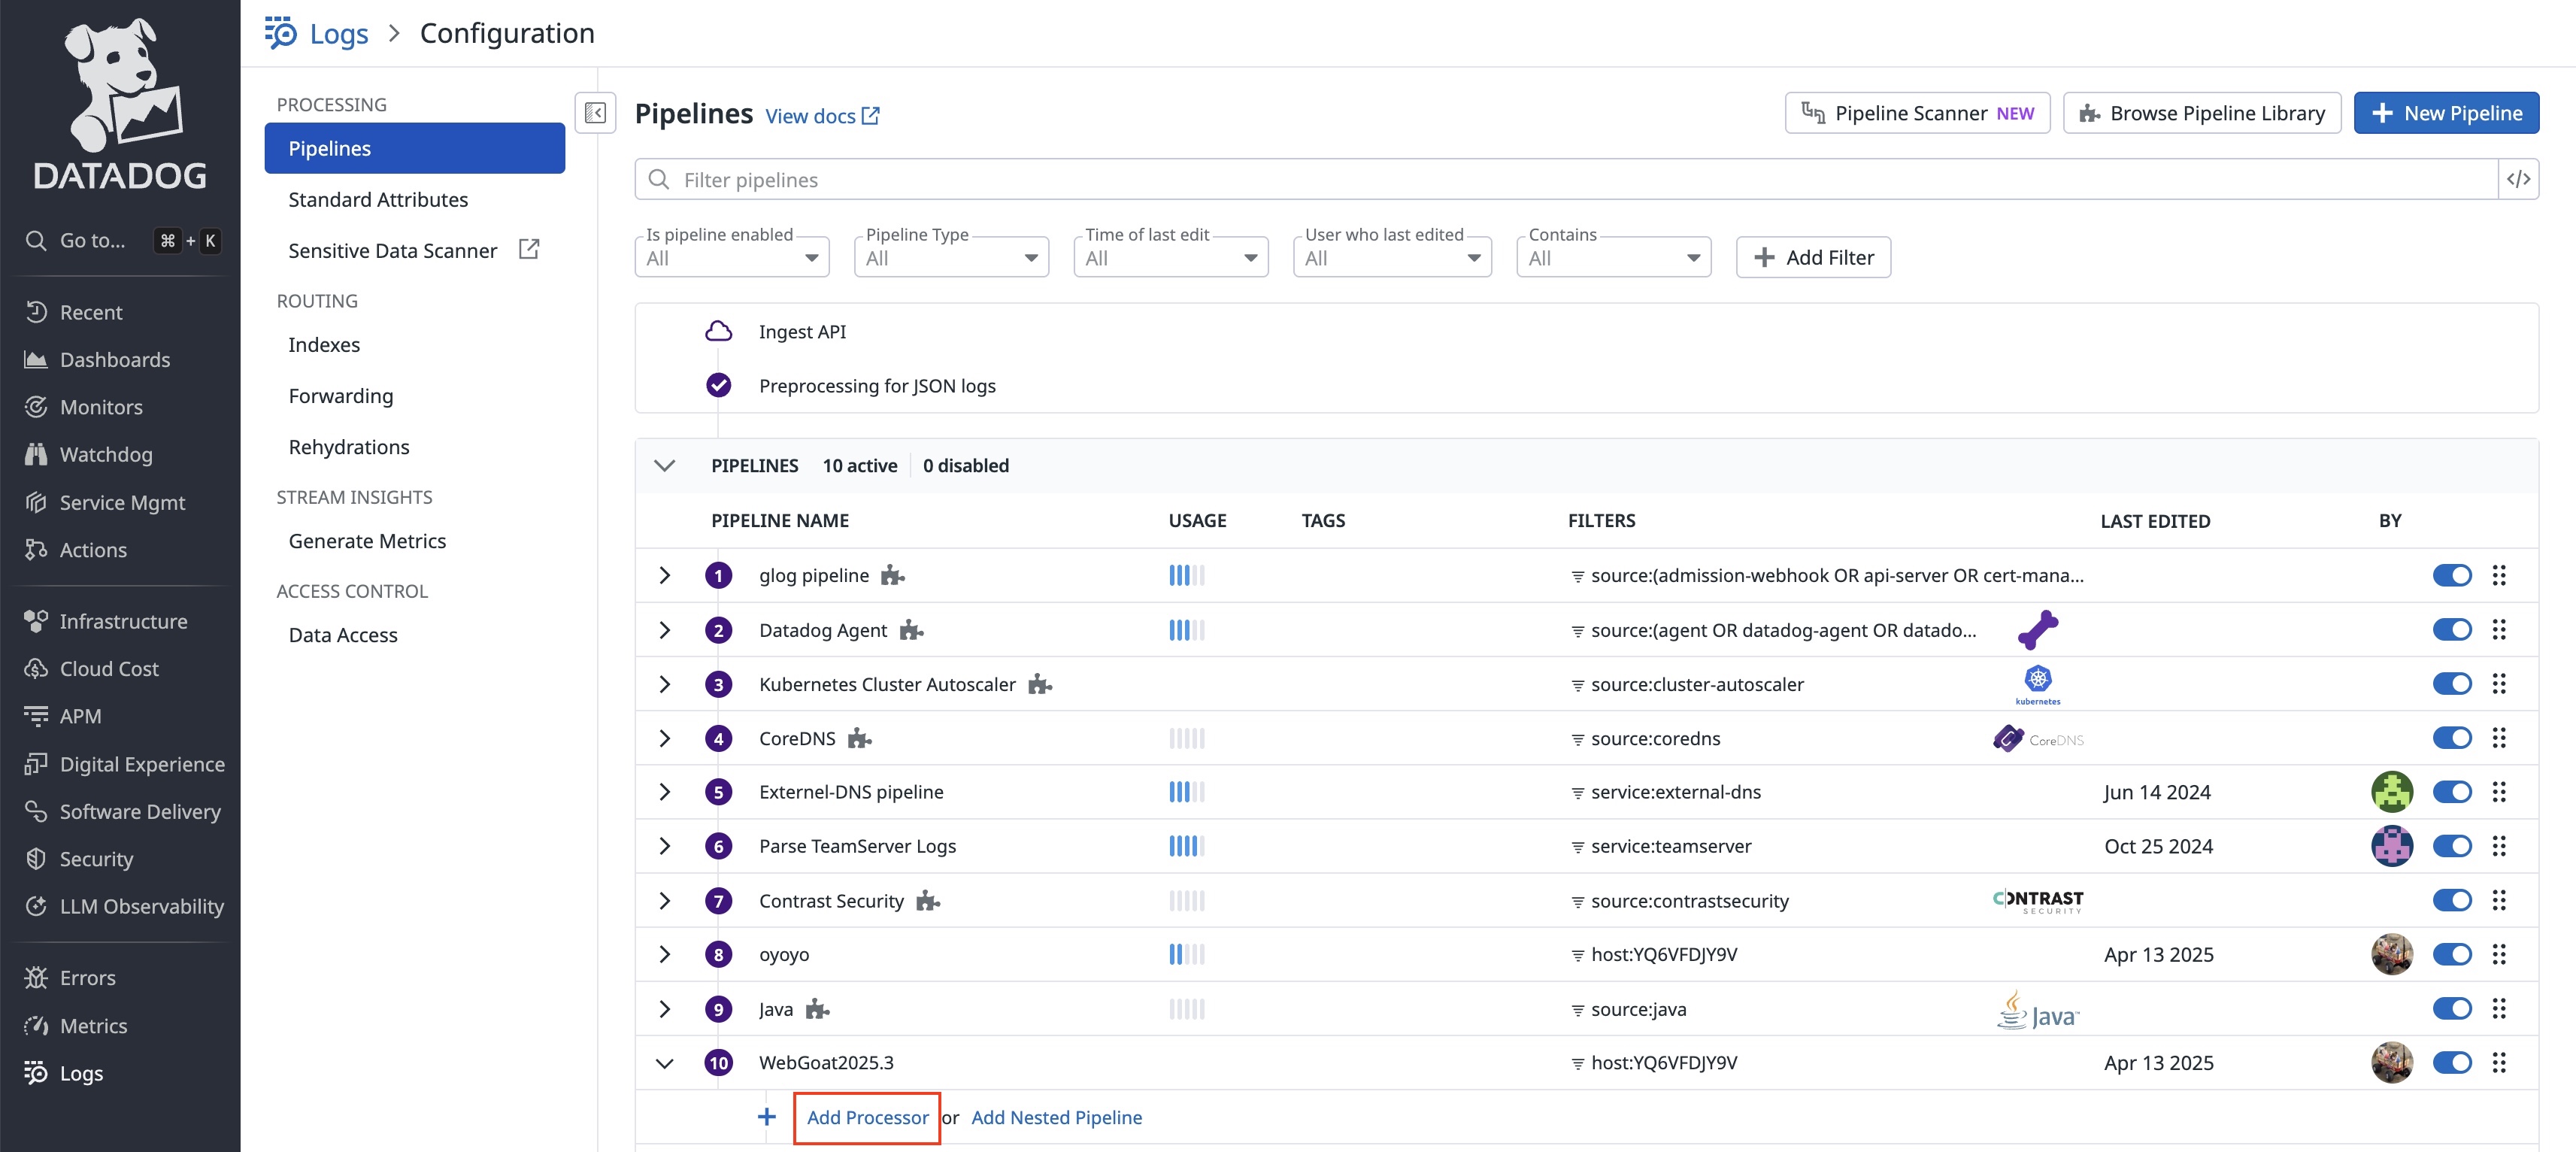 DATADOG
Go to... ⌘ + K
Recent
Dashboards
Monitors
Watchdog
Service Mgmt
Actions
Infrastructure
Cloud Cost
APM
Digital Experience
Software Delivery
Security
LLM Observability
Errors
Metrics
Logs
Logs > Configuration
PROCESSING
Pipelines
Standard Attributes
Sensitive Data Scanner
ROUTING
Indexes
Forwarding
Rehydrations
STREAM INSIGHTS
Generate Metrics
ACCESS CONTROL
Data Access
Pipelines View docs
Pipeline Scanner NEW
Browse Pipeline Library
+ New Pipeline
Filter pipelines </>
Is pipeline enabled
All
Pipeline Type
All
Time of last edit
All
User who last edited
All
Contains
All
+ Add Filter
Ingest API
Preprocessing for JSON logs
PIPELINES 10 active 0 disabled
PIPELINE NAME USAGE TAGS FILTERS LAST EDITED BY
1 glog pipeline source:(admission-webhook OR api-server OR cert-mana...
2 Datadog Agent source:(agent OR datadog-agent OR datado...
3 Kubernetes Cluster Autoscaler source:cluster-autoscaler kubernetes
4 CoreDNS source:coredns CoreDNS
5 Externel-DNS pipeline service:external-dns Jun 14 2024
6 Parse TeamServer Logs service:teamserver Oct 25 2024
7 Contrast Security source:contrastsecurity CONTRAST SECURITY
8 oyoyo host:YQ6VFDJY9V Apr 13 2025
9 Java source:java Java™
10 WebGoat2025.3 host:YQ6VFDJY9V Apr 13 2025
+ Add Processor or Add Nested Pipeline